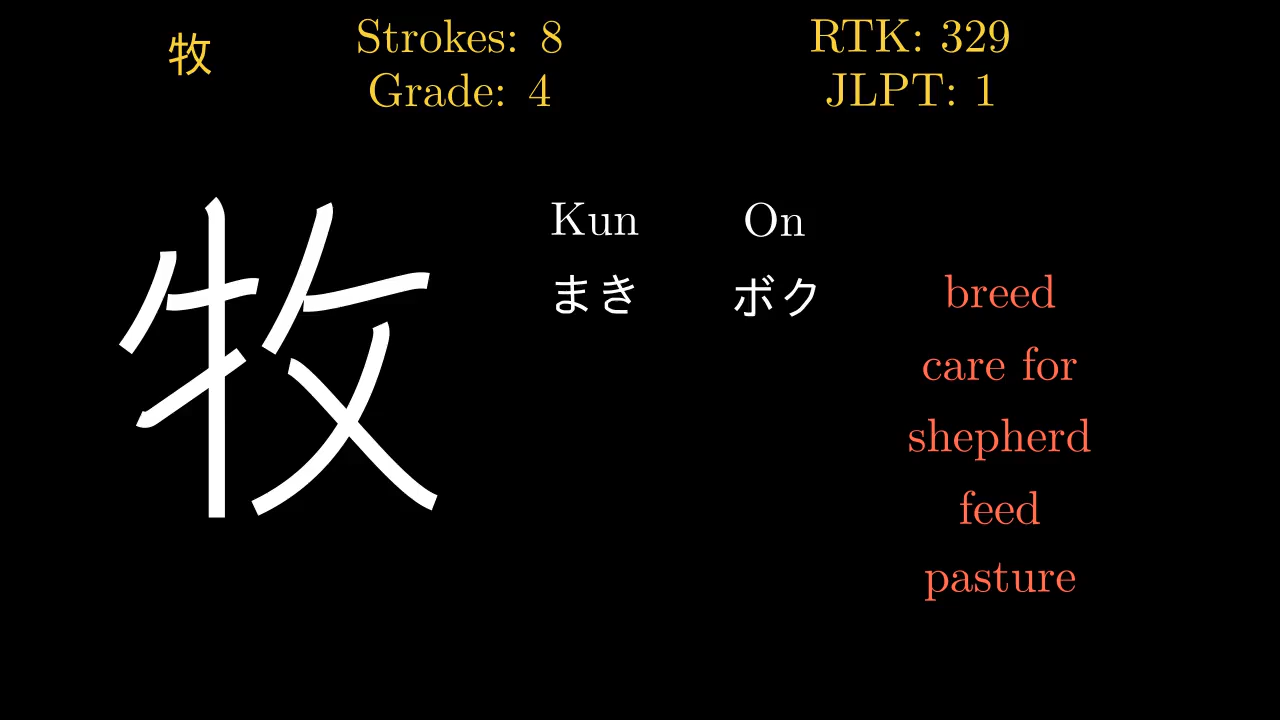 牧
Strokes: 8
Grade: 4
RTK: 329
JLPT: 1
牧
Kun
まき
On
ボク
breed
care for
shepherd
feed
pasture